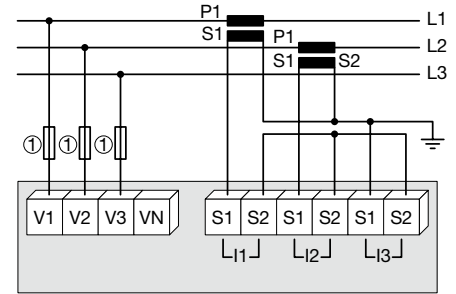 P1 L1
S1 P1 L2
S1 S2
L3
① ① ①
V1 V2 V3 VN S1 S2 S1 S2 S1 S2
I1 I2 I3